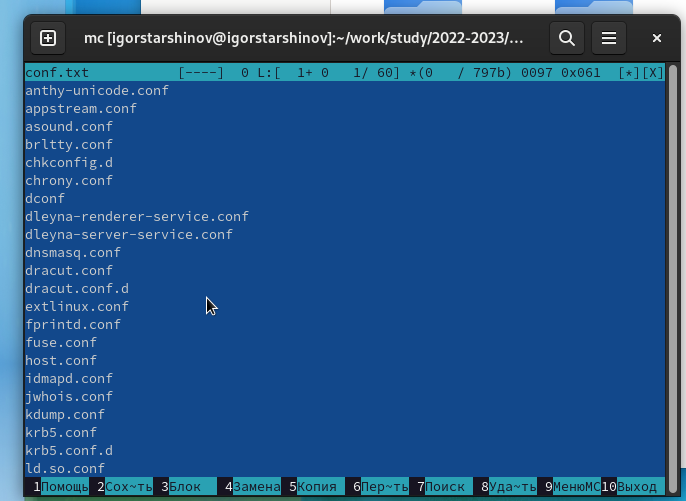 mc [igorstarshinov@igorstarshinov]:~/work/study/2022-2023/...
conf.txt [----] 0 L:[ 1+ 0 1/ 60] *(0 / 797b) 0097 0x061 [*][X]
anthy-unicode.conf
appstream.conf
asound.conf
brltty.conf
chkconfig.d
chrony.conf
dconf
dleyna-renderer-service.conf
dleyna-server-service.conf
dnsmasq.conf
dracut.conf
dracut.conf.d
extlinux.conf
fprintd.conf
fuse.conf
host.conf
idmapd.conf
jwhois.conf
kdump.conf
krb5.conf
krb5.conf.d
ld.so.conf
1Помощь 2Сох~ть 3Блок 4Замена 5Копия 6Пер~ть 7Поиск 8Уда~ть 9МенюMC 10Выход